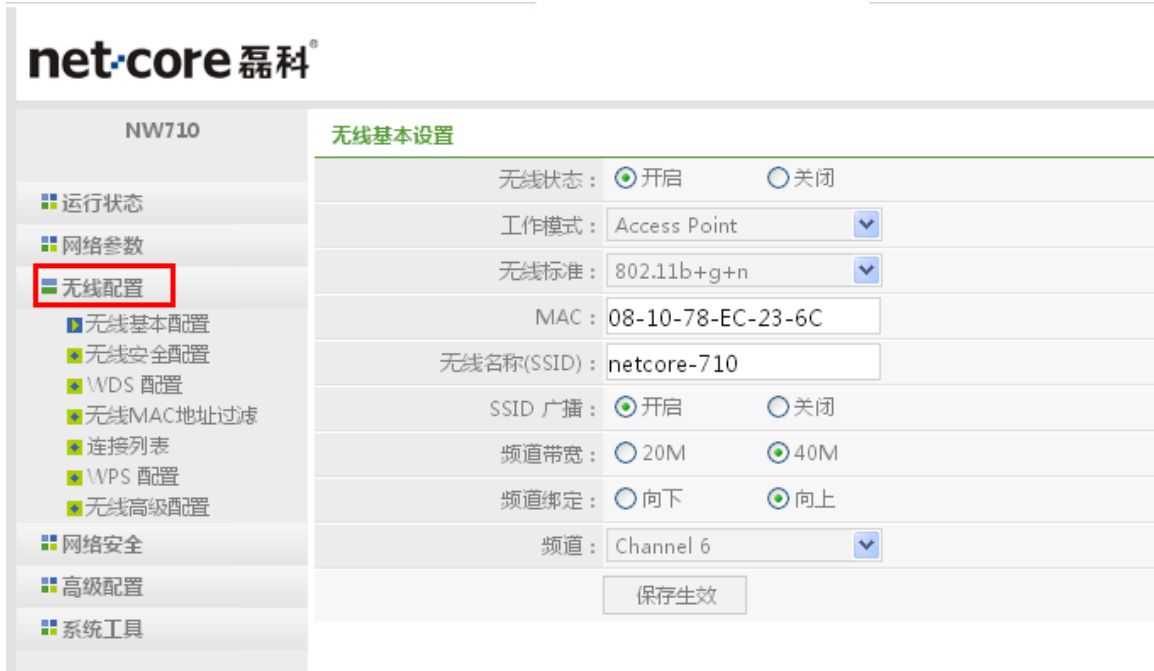 net·core 磊科®
NW710
运行状态
网络参数
无线配置
无线基本配置
无线安全配置
WDS 配置
无线MAC地址过滤
连接列表
WPS 配置
无线高级配置
网络安全
高级配置
系统工具
无线基本设置
无线状态： 开启 关闭
工作模式： Access Point
无线标准： 802.11b+g+n
MAC： 08-10-78-EC-23-6C
无线名称(SSID)： netcore-710
SSID 广播： 开启 关闭
频道带宽： 20M 40M
频道绑定： 向下 向上
频道： Channel 6
保存生效